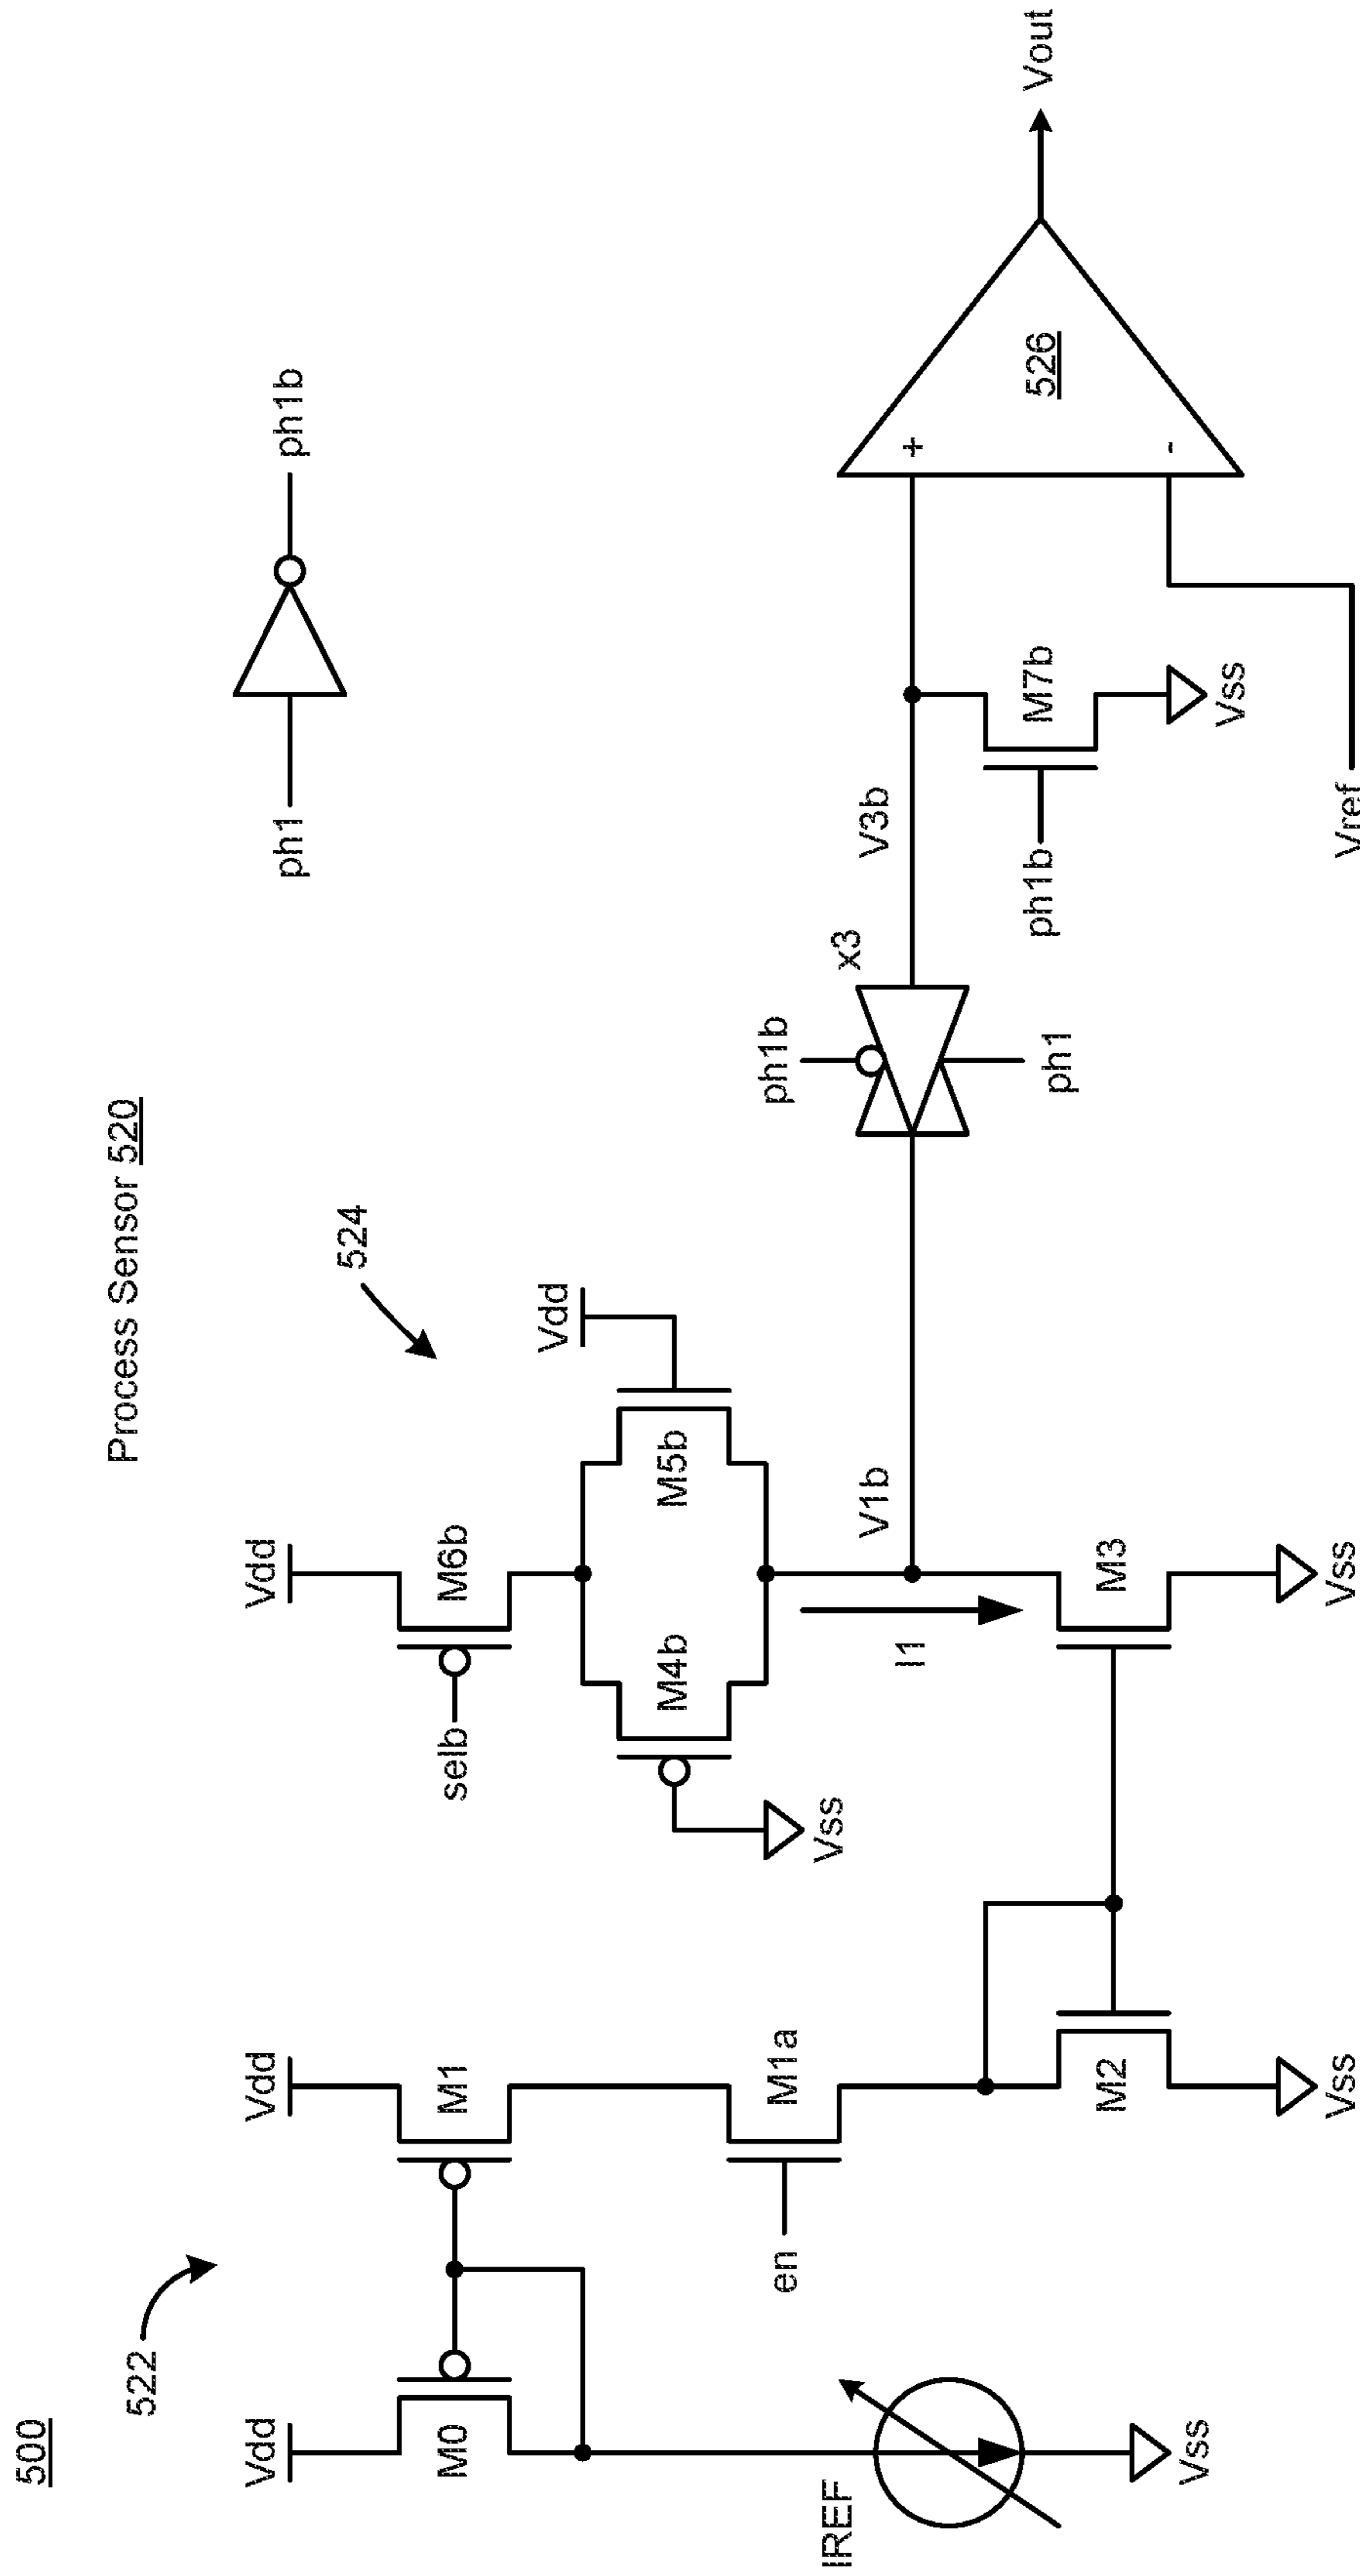 500
Process Sensor 520
522
524
Vdd
Vdd
Vdd
Vdd
ph1
ph1b
M0
M1
selb
M6b
M4b
M5b
Vss
en
M1a
IREF
I1
V1b
ph1b
x3
ph1
V3b
ph1b
M7b
Vss
+
-
526
Vout
M2
M3
Vss
Vss
Vss
Vref